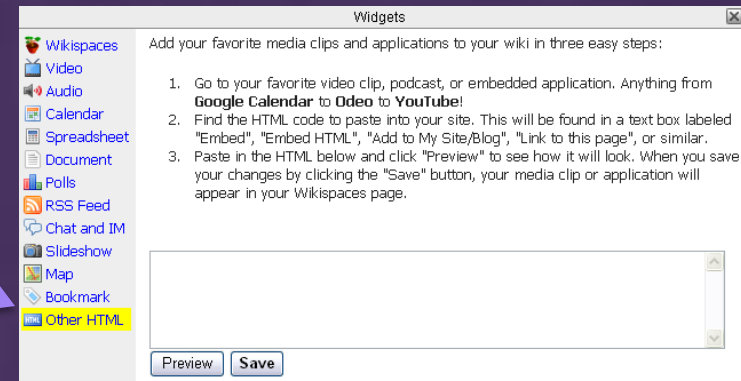 Widgets
Wikispaces
Video
Audio
Calendar
Spreadsheet
Document
Polls
RSS Feed
Chat and IM
Slideshow
Map
Bookmark
HTML Other HTML
Add your favorite media clips and applications to your wiki in three easy steps:
1. Go to your favorite video clip, podcast, or embedded application. Anything from
Google Calendar to Odeo to YouTube!
2. Find the HTML code to paste into your site. This will be found in a text box labeled
"Embed", "Embed HTML", "Add to My Site/Blog", "Link to this page", or similar.
3. Paste in the HTML below and click "Preview" to see how it will look. When you save
your changes by clicking the "Save" button, your media clip or application will
appear in your Wikispaces page.
Preview Save